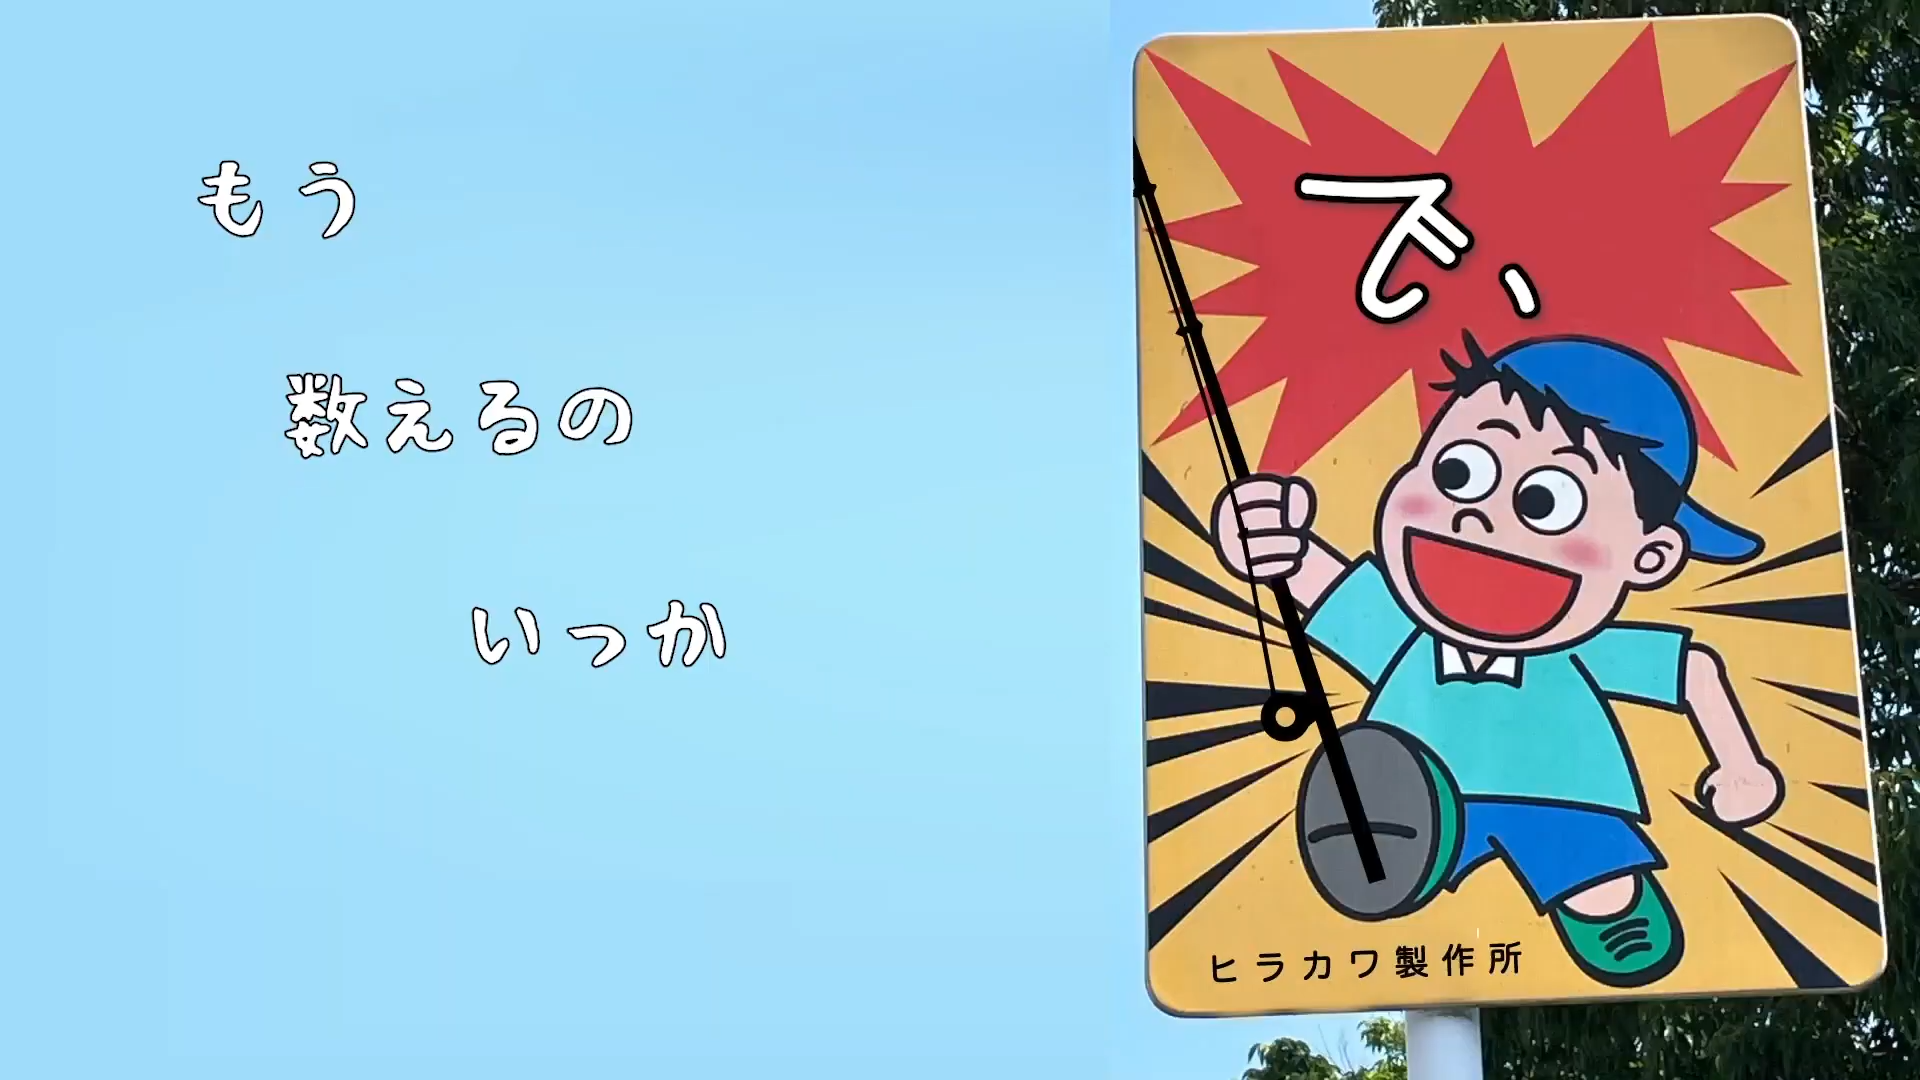 もう
数えるの
いっか
で、
ヒラカワ製作所